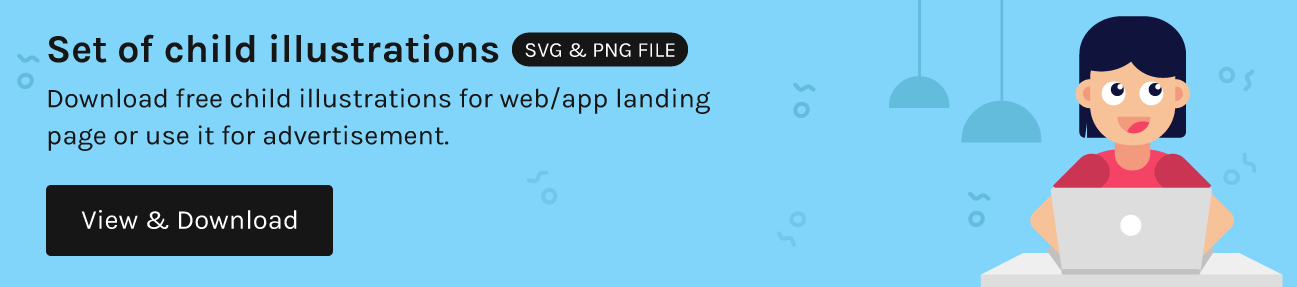 Set of child illustrations SVG & PNG FILE
Download free child illustrations for web/app landing
page or use it for advertisement.
View & Download